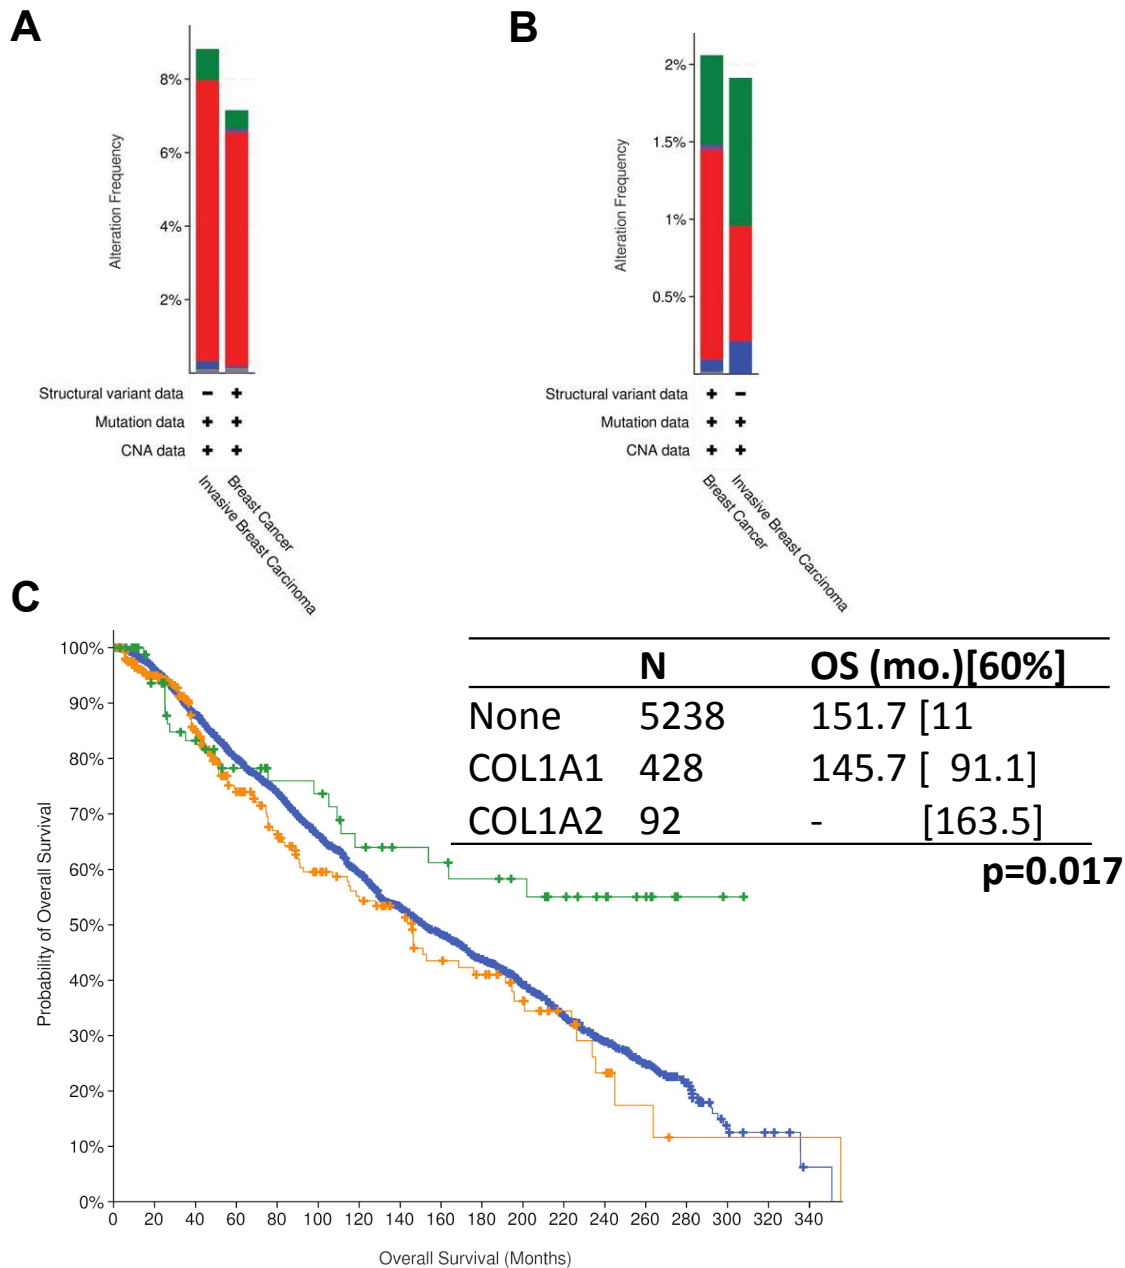 A
8%
6%
4%
2%
Alteration Frequency
Structural variant data - +
Mutation data + +
CNA data + +
Invasive Breast Carcinoma
Breast Cancer
B
2%
1.5%
1%
0.5%
Alteration Frequency
Structural variant data + -
Mutation data + +
CNA data + +
Breast Cancer
Invasive Breast Carcinoma
C
100%
90%
80%
70%
60%
50%
40%
30%
20%
10%
0%
Probability of Overall Survival
0 20 40 60 80 100 120 140 160 180 200 220 240 260 280 300 320 340
Overall Survival (Months)
N OS (mo.)[60%]
None 5238 151.7 [11
COL1A1 428 145.7 [ 91.1]
COL1A2 92 - [163.5]
p=0.017